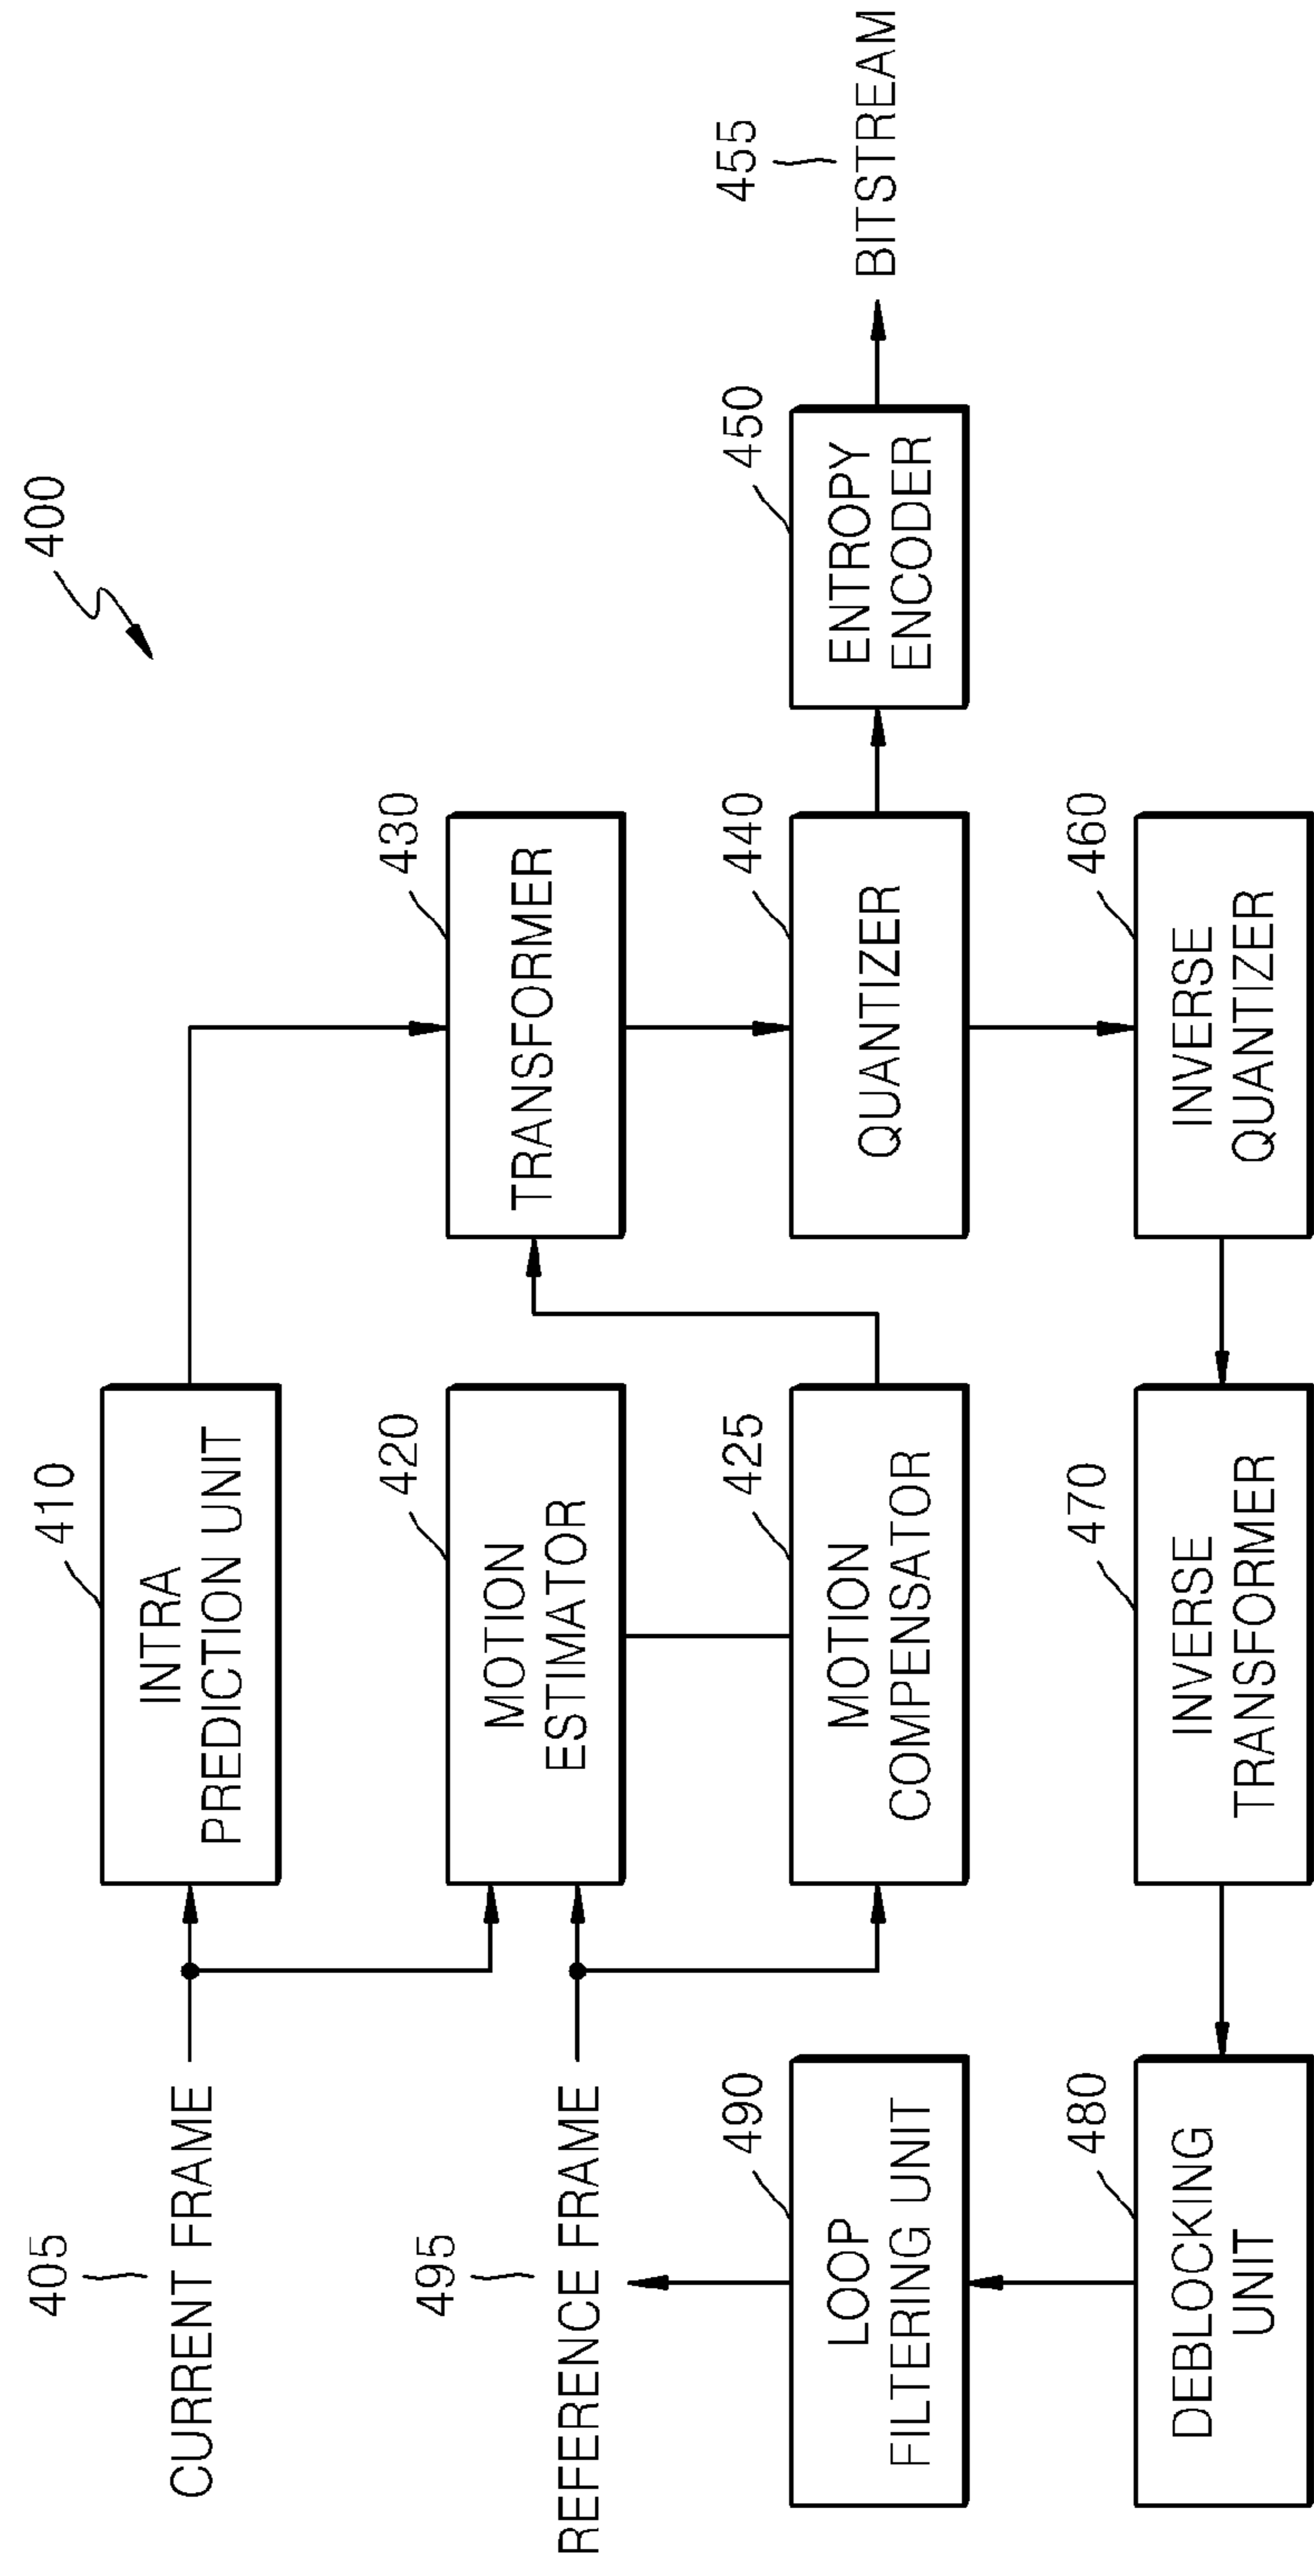 400
405
CURRENT FRAME
410
INTRA
PREDICTION UNIT
495
REFERENCE FRAME
420
MOTION
ESTIMATOR
430
TRANSFORMER
490
LOOP
FILTERING UNIT
425
MOTION
COMPENSATOR
440
QUANTIZER
450
ENTROPY
ENCODER
455
BITSTREAM
480
DEBLOCKING
UNIT
470
INVERSE
TRANSFORMER
460
INVERSE
QUANTIZER